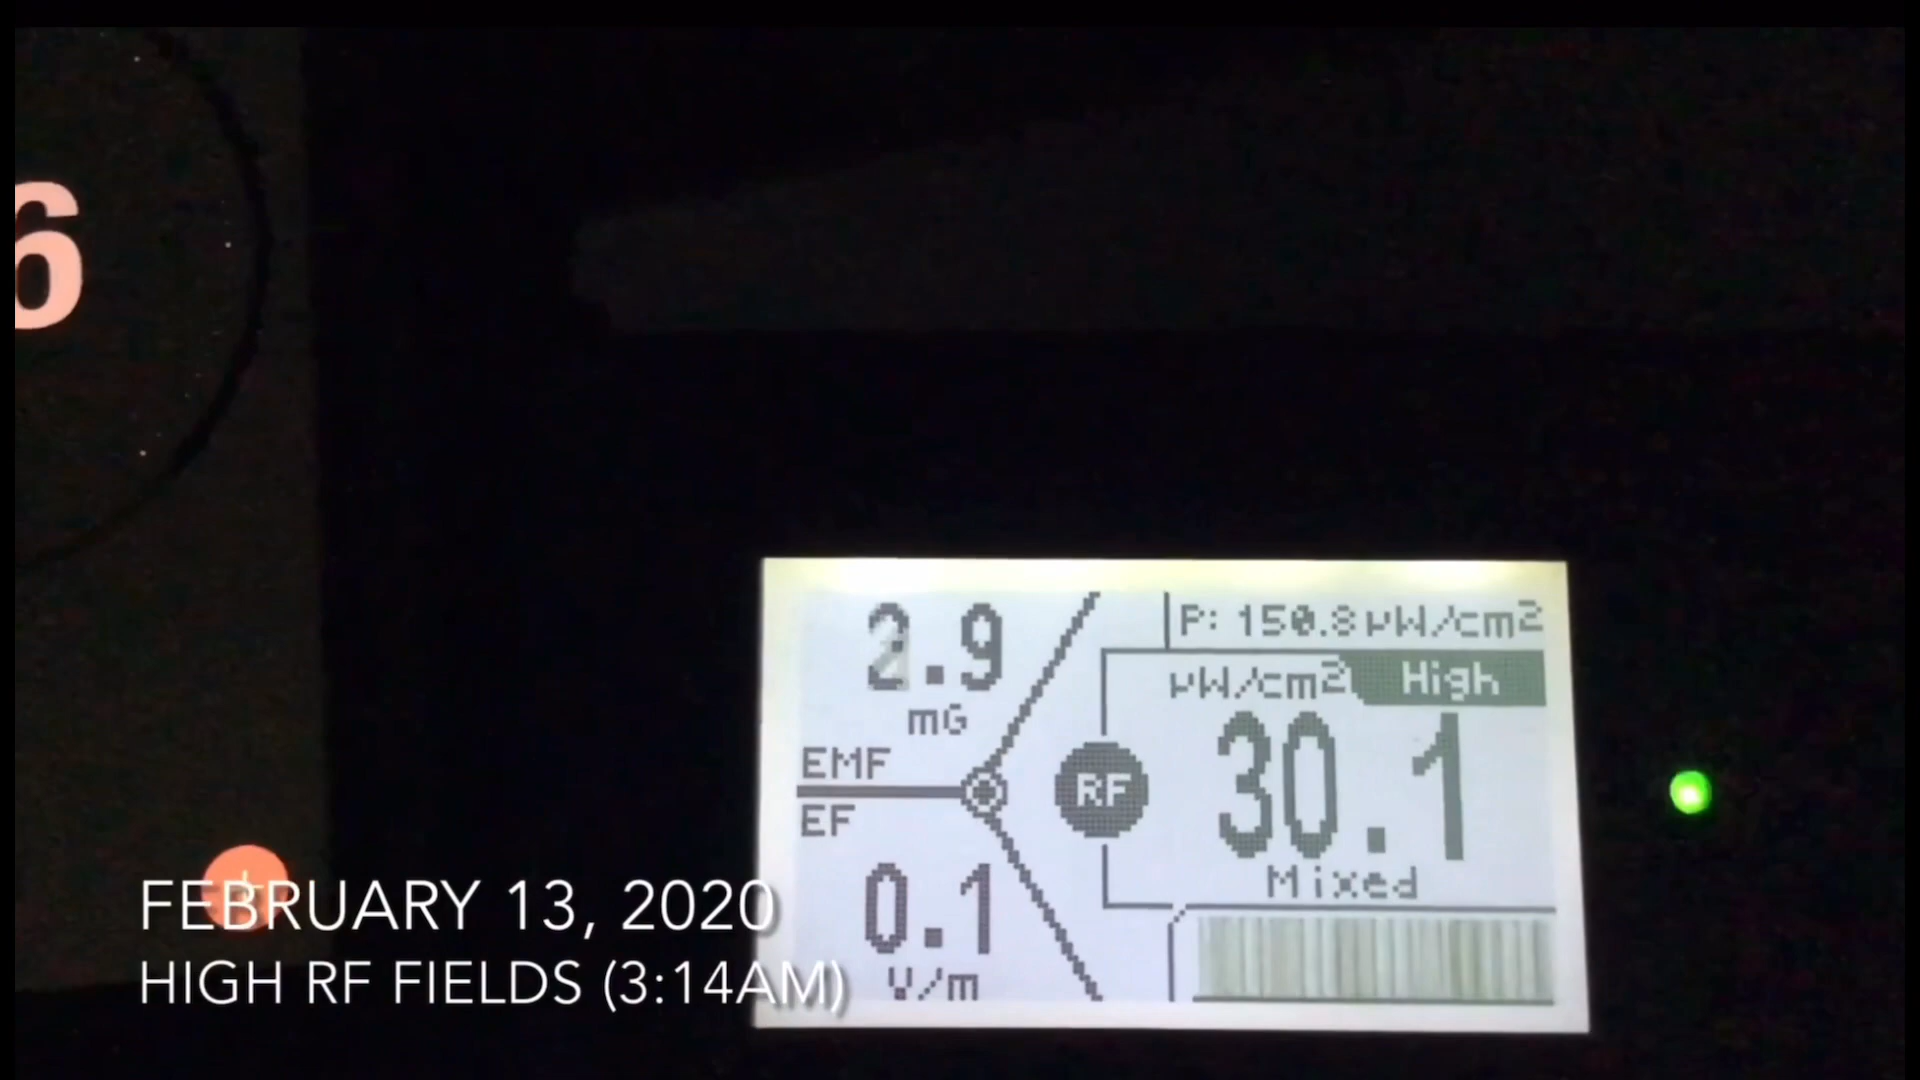 6
2.9
mG
EMF
EF
0.1
V/m
P: 150.8 µW/cm2
µW/cm2 High
RF
30.1
Mixed
FEBRUARY 13, 2020
HIGH RF FIELDS (3:14AM)